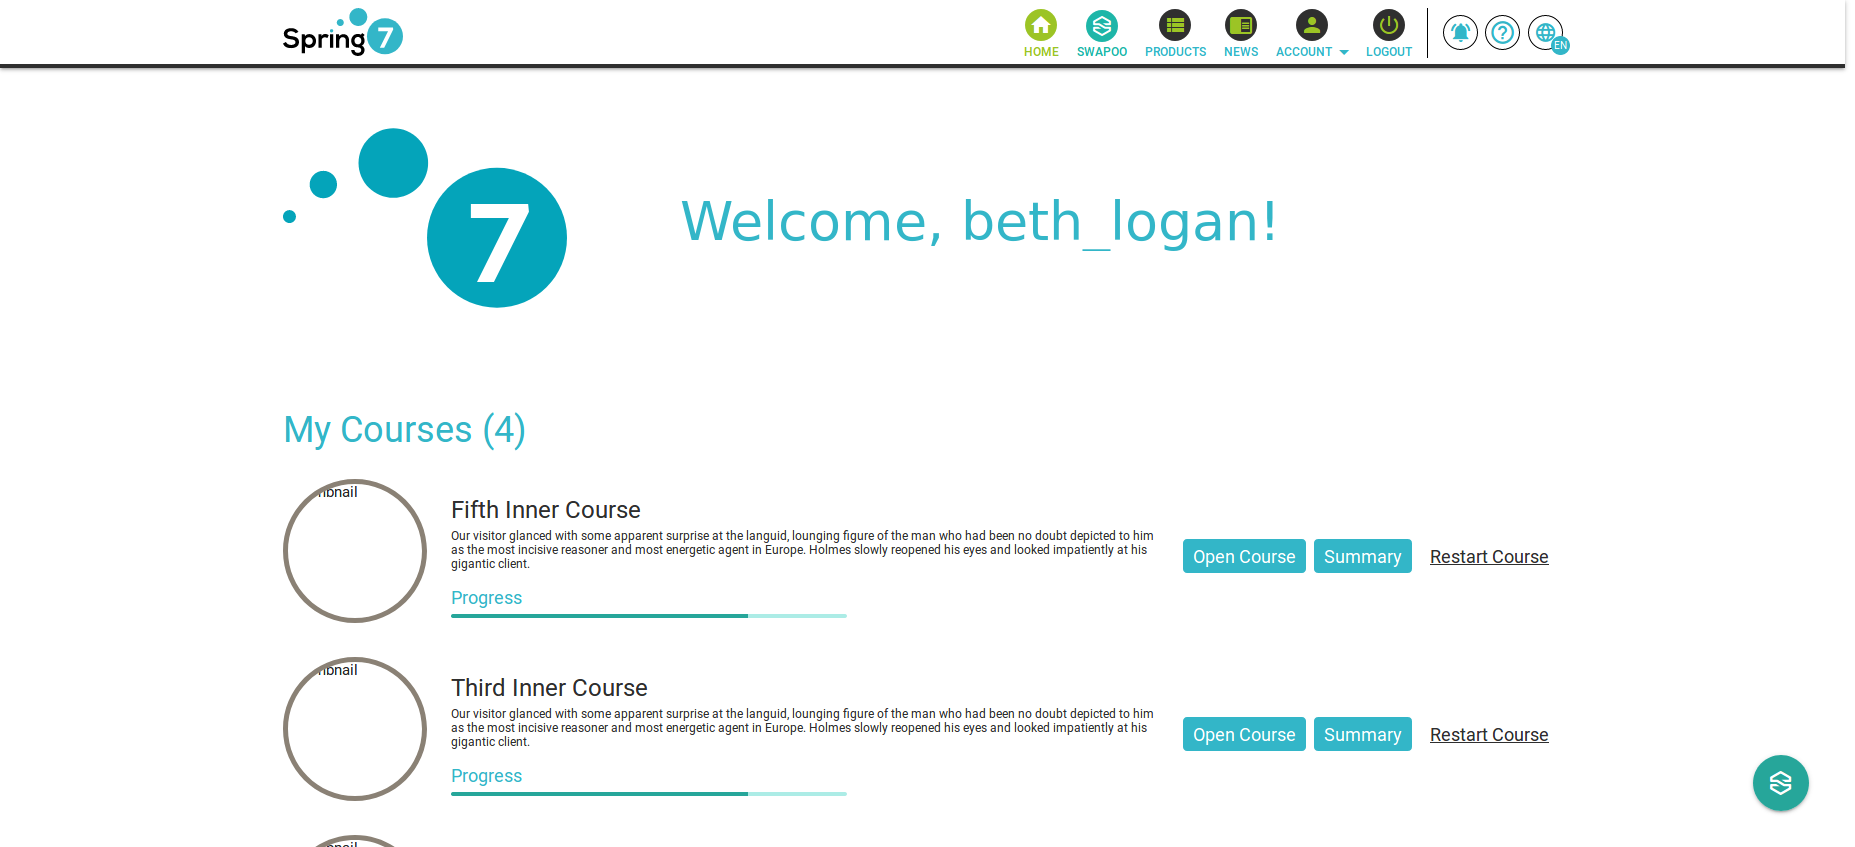 Spring 7
HOME
SWAPOO
PRODUCTS
NEWS
ACCOUNT
LOGOUT
EN
7
Welcome, beth_logan!
My Courses (4)
Fifth Inner Course
Our visitor glanced with some apparent surprise at the languid, lounging figure of the man who had been no doubt depicted to him
as the most incisive reasoner and most energetic agent in Europe. Holmes slowly reopened his eyes and looked impatiently at his
gigantic client.
Open Course
Summary
Restart Course
Progress
Third Inner Course
Our visitor glanced with some apparent surprise at the languid, lounging figure of the man who had been no doubt depicted to him
as the most incisive reasoner and most energetic agent in Europe. Holmes slowly reopened his eyes and looked impatiently at his
gigantic client.
Open Course
Summary
Restart Course
Progress